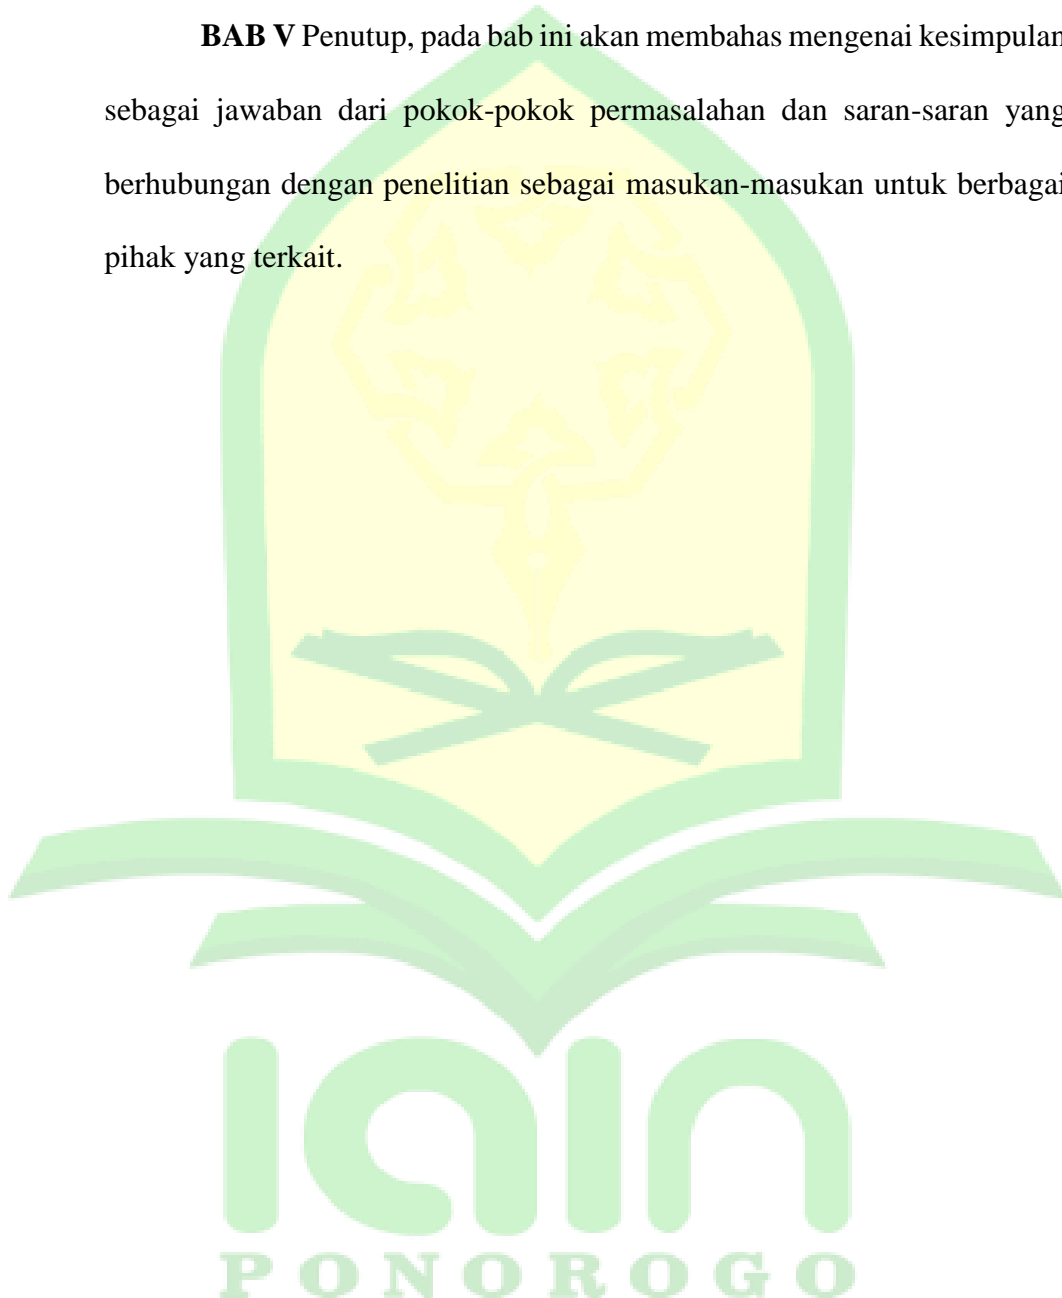 BAB V Penutup, pada bab ini akan membahas mengenai kesimpulan
sebagai jawaban dari pokok-pokok permasalahan dan saran-saran yang
berhubungan dengan penelitian sebagai masukan-masukan untuk berbagai
pihak yang terkait.
iain
PONOROGO